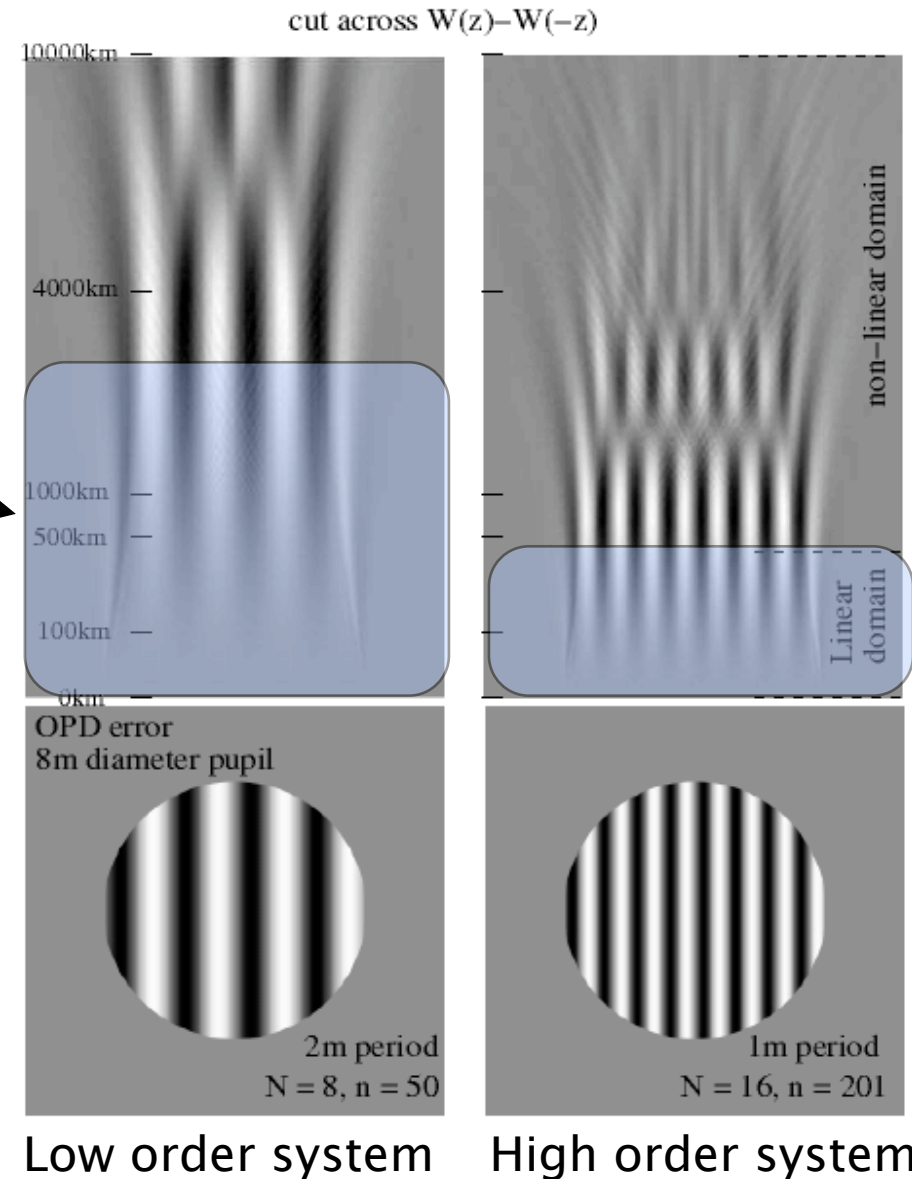 cut across W(z)−W(−z)
10000km
4000km
1000km
500km
100km
0km
non−linear domain
Linear
domain
OPD error
8m diameter pupil
2m period
N = 8, n = 50
1m period
N = 16, n = 201
Low order system
High order system